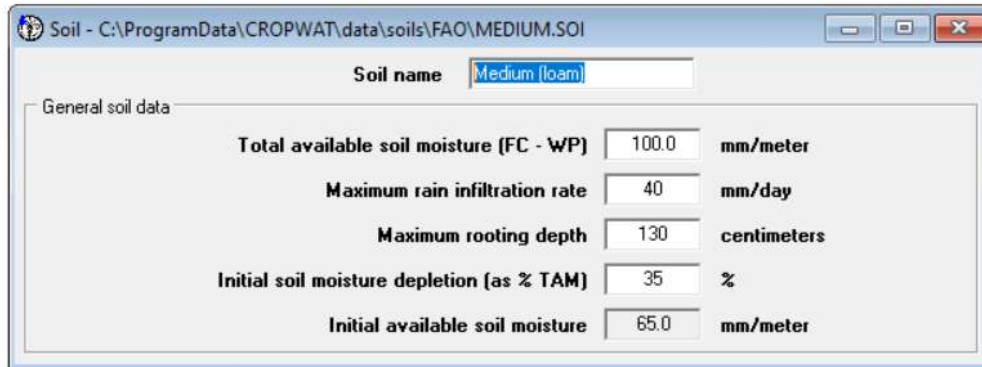 Soil - C:\ProgramData\CROPWAT\data\soils\FAO\MEDIUM.SOI
Soil name Medium (loam)
General soil data
Total available soil moisture (FC - WP) 100.0 mm/meter
Maximum rain infiltration rate 40 mm/day
Maximum rooting depth 130 centimeters
Initial soil moisture depletion (as % TAM) 35 %
Initial available soil moisture 65.0 mm/meter